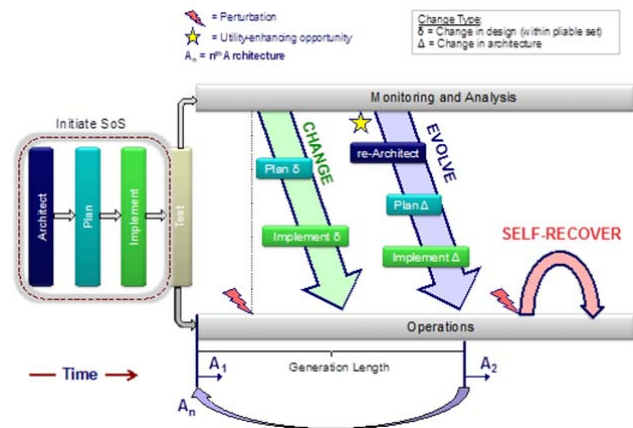 = Perturbation
= Utility-enhancing opportunity
Aₙ = nᵗʰ Architecture
Change Type:
δ = Change in design (within pliable set)
Δ = Change in architecture
Monitoring and Analysis
Initiate SoS
Architect
Plan
Implement
Test
CHANGE
Plan δ
Implement δ
EVOLVE
re-Architect
Plan Δ
Implement Δ
SELF-RECOVER
Operations
Time
A₁
Generation Length
A₂
Aₙ